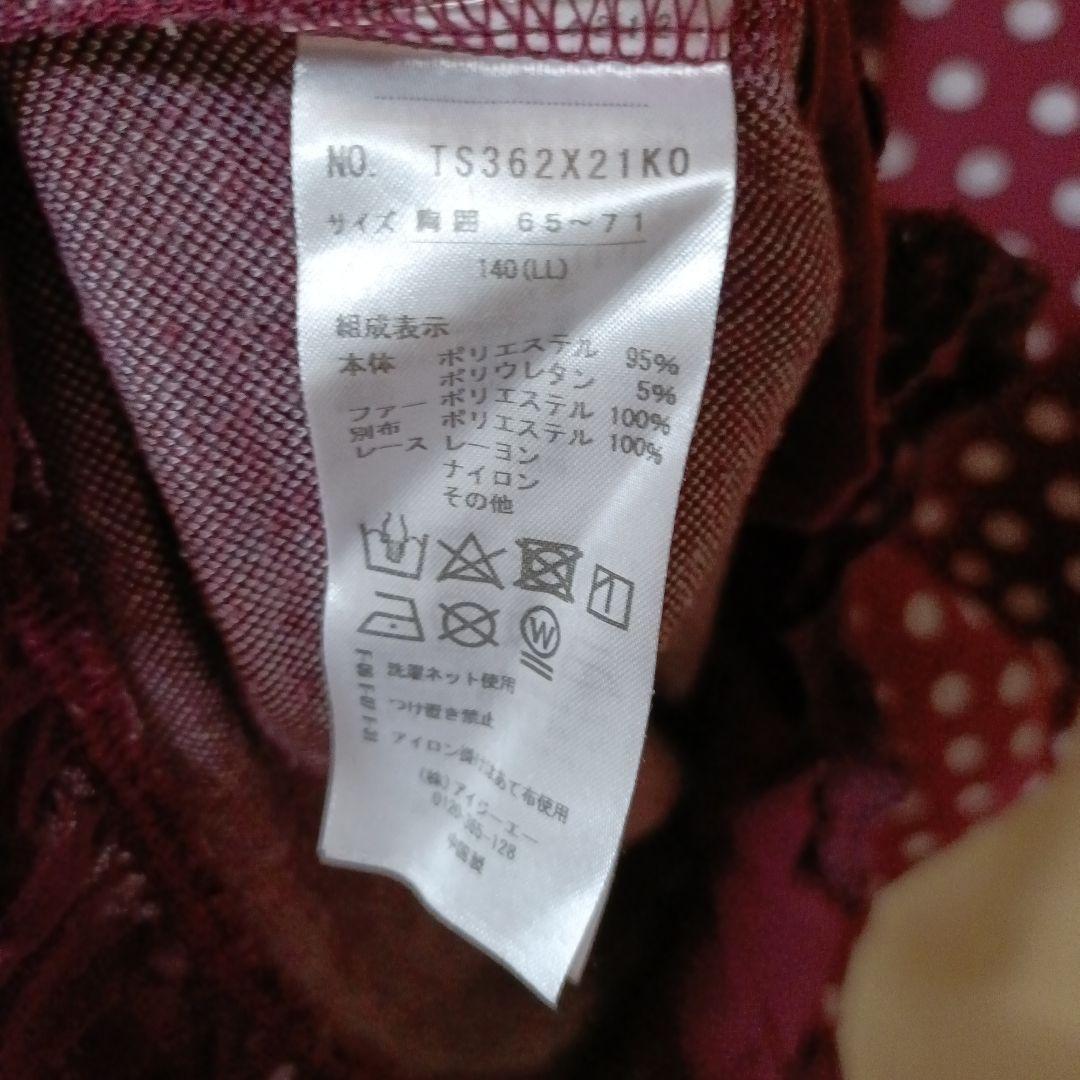 NO. TS362X21KO
サイズ 胸囲 65〜71
140(LL)
組成表示
本体 ポリエステル 95%
ポリウレタン 5%
ファー ポリエステル 100%
別布 ポリエステル 100%
レース レーヨン
ナイロン
その他
W
洗濯ネット使用
つけ置き禁止
アイロン掛けはあて布使用
(株)アイジーエー
中国製